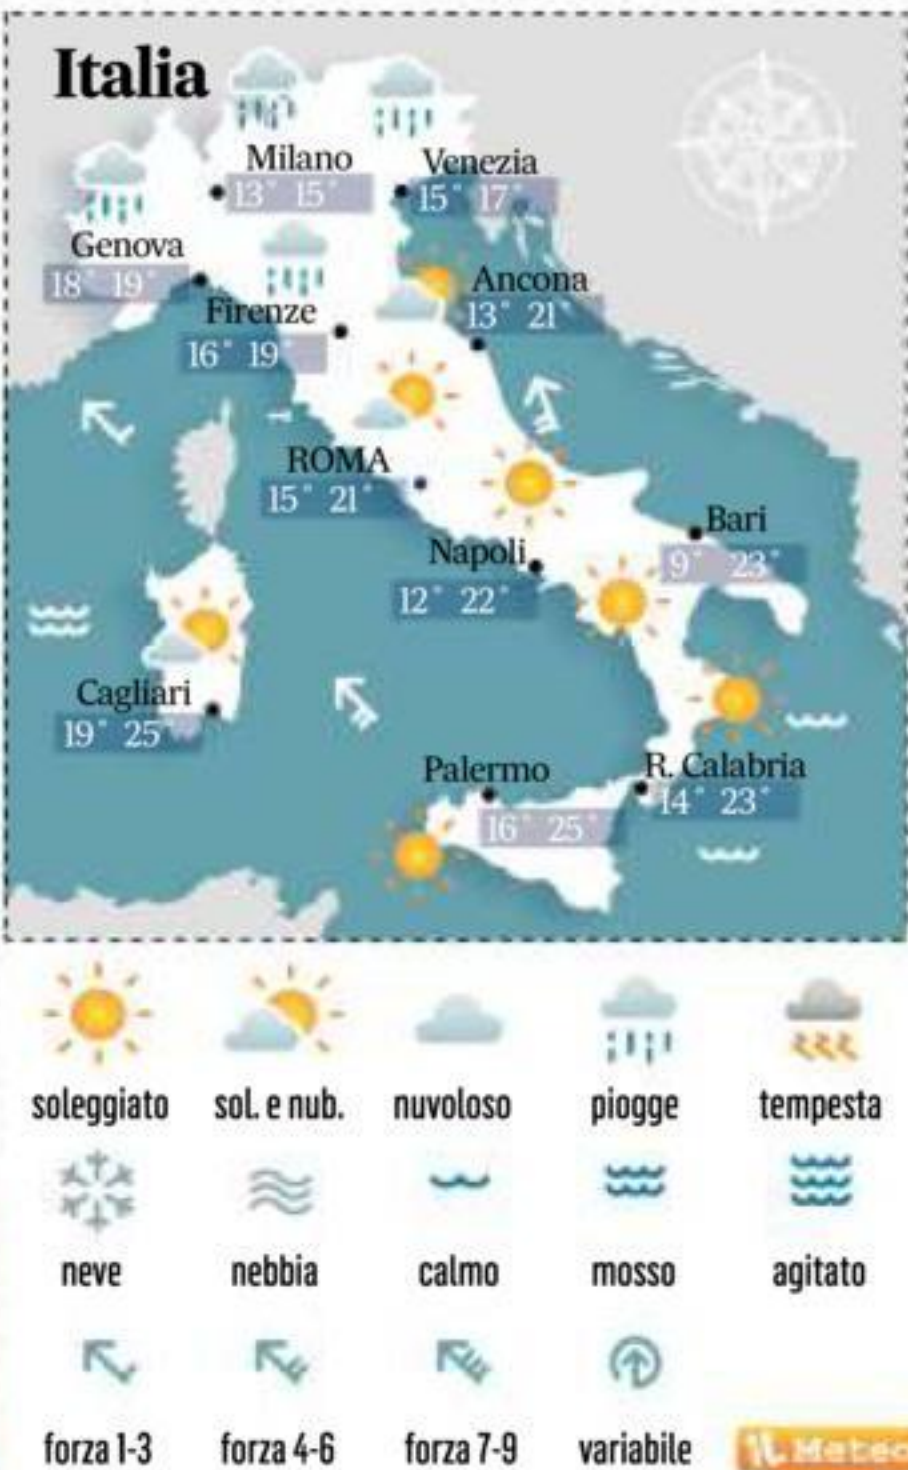 Italia
Milano
13° 15°
Venezia
15° 17°
Genova
18° 19°
Ancona
13° 21°
Firenze
16° 19°
ROMA
15° 21°
Bari
9° 23°
Napoli
12° 22°
Cagliari
19° 25°
Palermo
16° 25°
R. Calabria
14° 23°
soleggiato sol. e nub. nuvoloso piogge tempesta
neve nebbia calmo mosso agitato
forza 1-3 forza 4-6 forza 7-9 variabile
iL Meteo